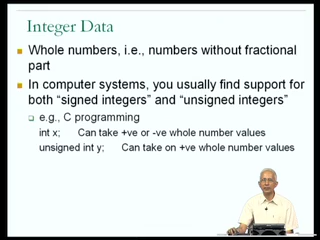 Integer Data
Whole numbers, i.e., numbers without fractional
part
In computer systems, you usually find support for
both “signed integers” and “unsigned integers”
e.g., C programming
int x; Can take +ve or -ve whole number values
unsigned int y; Can take on +ve whole number values